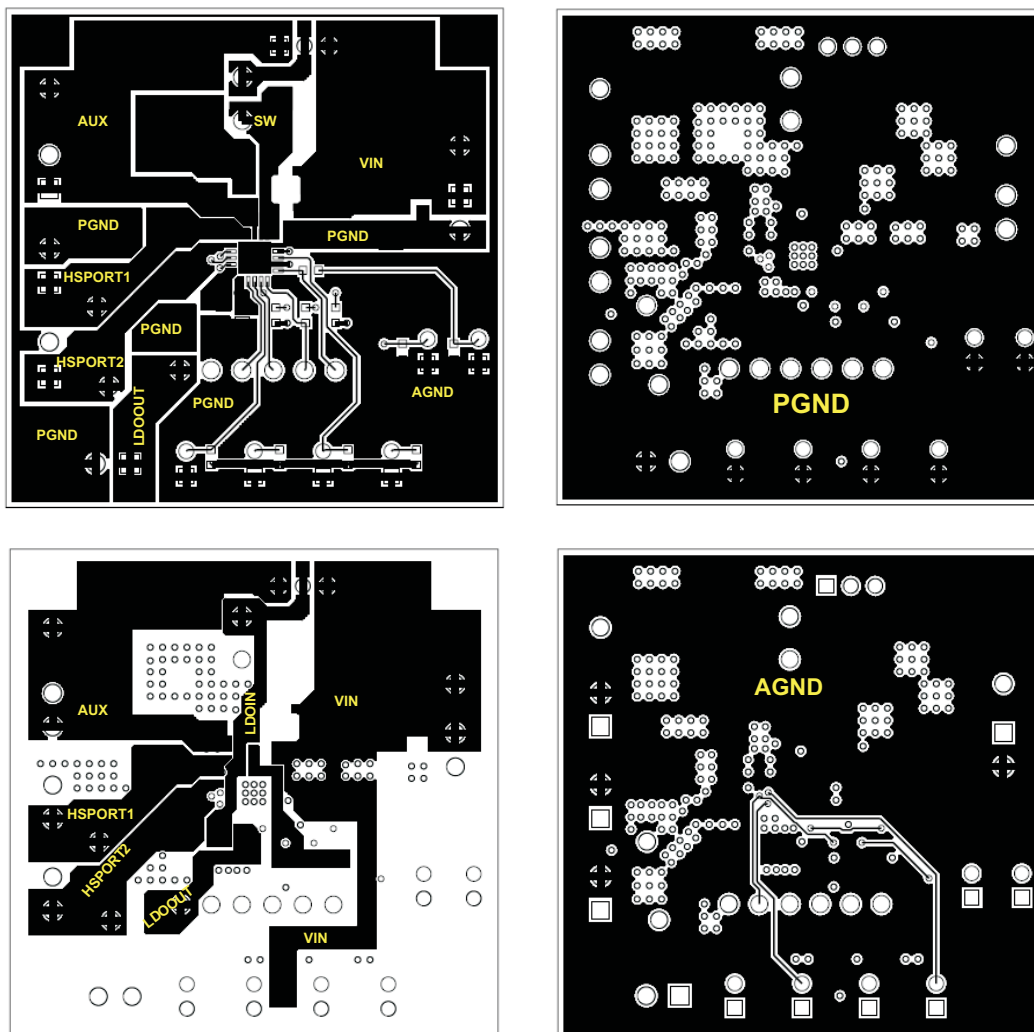 AUX
SW
VIN
PGND
PGND
HSPORT1
PGND
HSPORT2
LDOOUT
PGND
AGND
PGND
PGND
AUX
LDOIN
VIN
HSPORT1
HSPORT2
LDOOUT
VIN
AGND